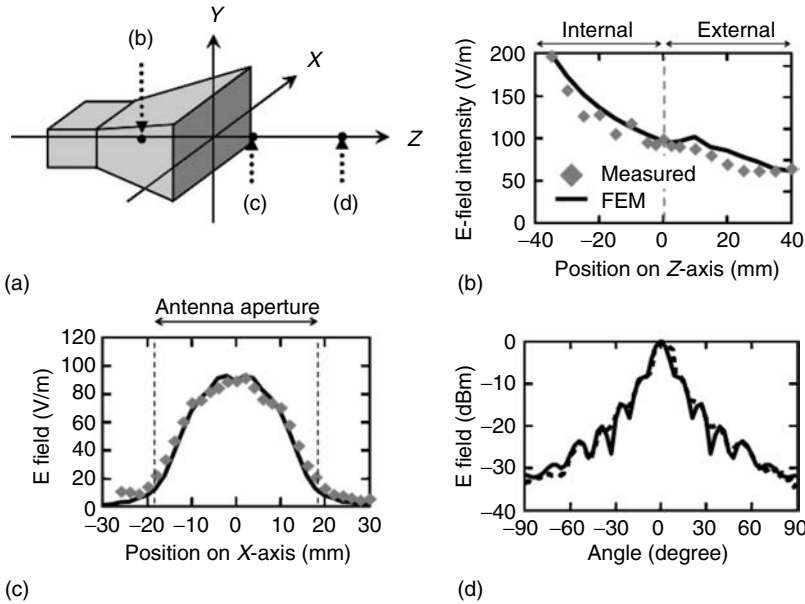 (b)
Y
X
Z
(c)
(d)
(a)
Internal
External
E-field intensity (V/m)
200
150
100
50
0
Measured
FEM
−40
−20
0
20
40
Position on Z-axis (mm)
(b)
Antenna aperture
E field (V/m)
120
100
80
60
40
20
0
−30
−20
−10
0
10
20
30
Position on X-axis (mm)
(c)
E field (dBm)
0
−10
−20
−30
−40
−90
−60
−30
0
30
60
90
Angle (degree)
(d)